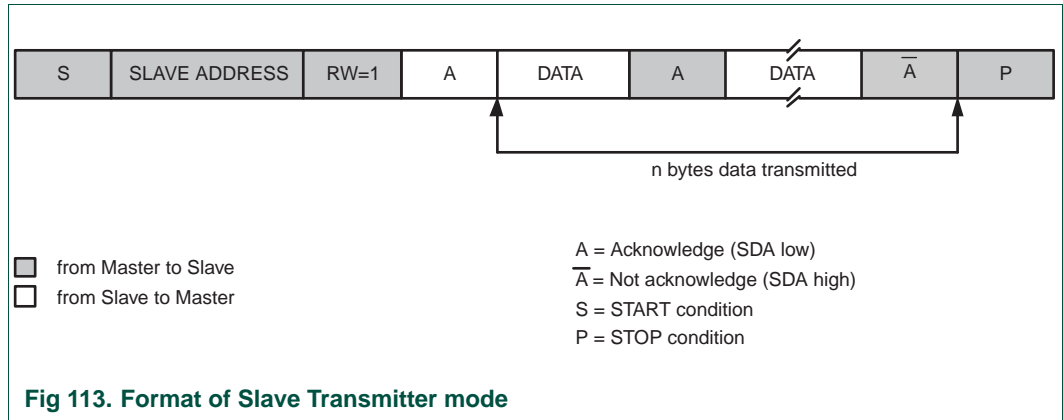 S SLAVE ADDRESS RW=1 A DATA A DATA A̅ P
n bytes data transmitted
from Master to Slave
from Slave to Master
A = Acknowledge (SDA low)
A̅ = Not acknowledge (SDA high)
S = START condition
P = STOP condition
Fig 113. Format of Slave Transmitter mode